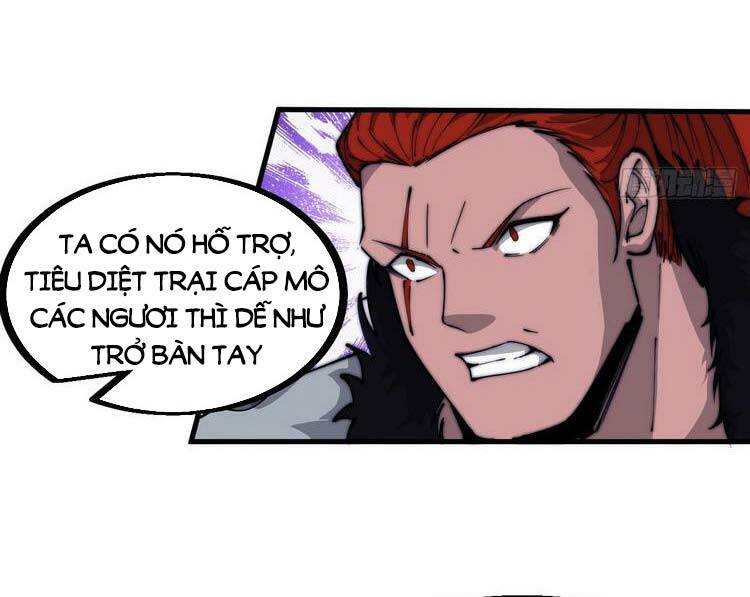 TA CÓ NÓ HỖ TRỢ,
TIÊU DIỆT TRẠI CÁP MÔ
CÁC NGƯƠI THÌ DỄ NHƯ
TRỞ BÀN TAY